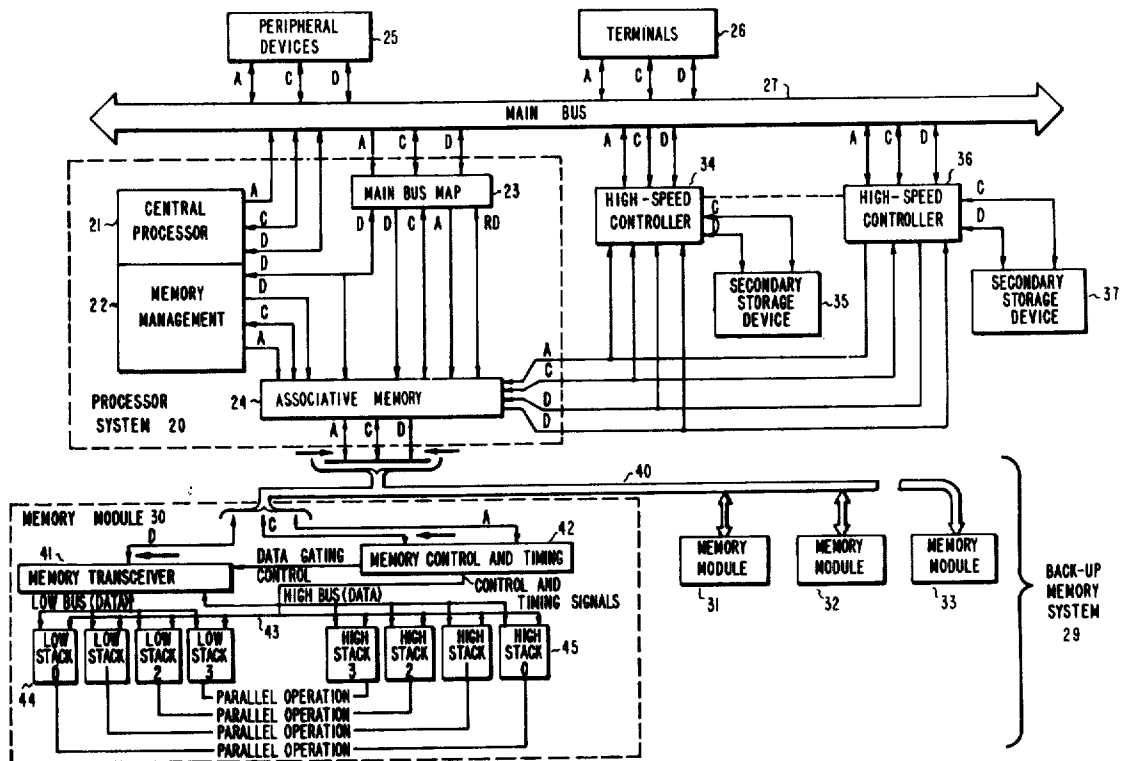 PERIPHERAL
DEVICES
25
TERMINALS
26
A C D
A C D
27
MAIN BUS
A C D
A C D
34
A C D
36
MAIN BUS MAP
23
21
CENTRAL
PROCESSOR
A
C
D
D
D
C
A
D D C A RD
HIGH-SPEED
CONTROLLER
C
D
HIGH-SPEED
CONTROLLER
C
D
22
MEMORY
MANAGEMENT
SECONDARY
STORAGE
DEVICE
35
SECONDARY
STORAGE
DEVICE
37
A
C
D
D
PROCESSOR
SYSTEM 20
24
ASSOCIATIVE MEMORY
A C D
40
MEMORY MODULE 30
D
C
A
42
41
MEMORY TRANSCEIVER
DATA GATING
CONTROL
MEMORY CONTROL AND TIMING
CONTROL AND
TIMING SIGNALS
LOW BUS (DATA)
HIGH BUS (DATA)
43
MEMORY
MODULE
31
MEMORY
MODULE
32
MEMORY
MODULE
33
BACK-UP
MEMORY
SYSTEM
29
LOW
STACK
0
LOW
STACK
1
LOW
STACK
2
LOW
STACK
3
HIGH
STACK
3
HIGH
STACK
2
HIGH
STACK
1
HIGH
STACK
0
44
45
PARALLEL OPERATION
PARALLEL OPERATION
PARALLEL OPERATION
PARALLEL OPERATION